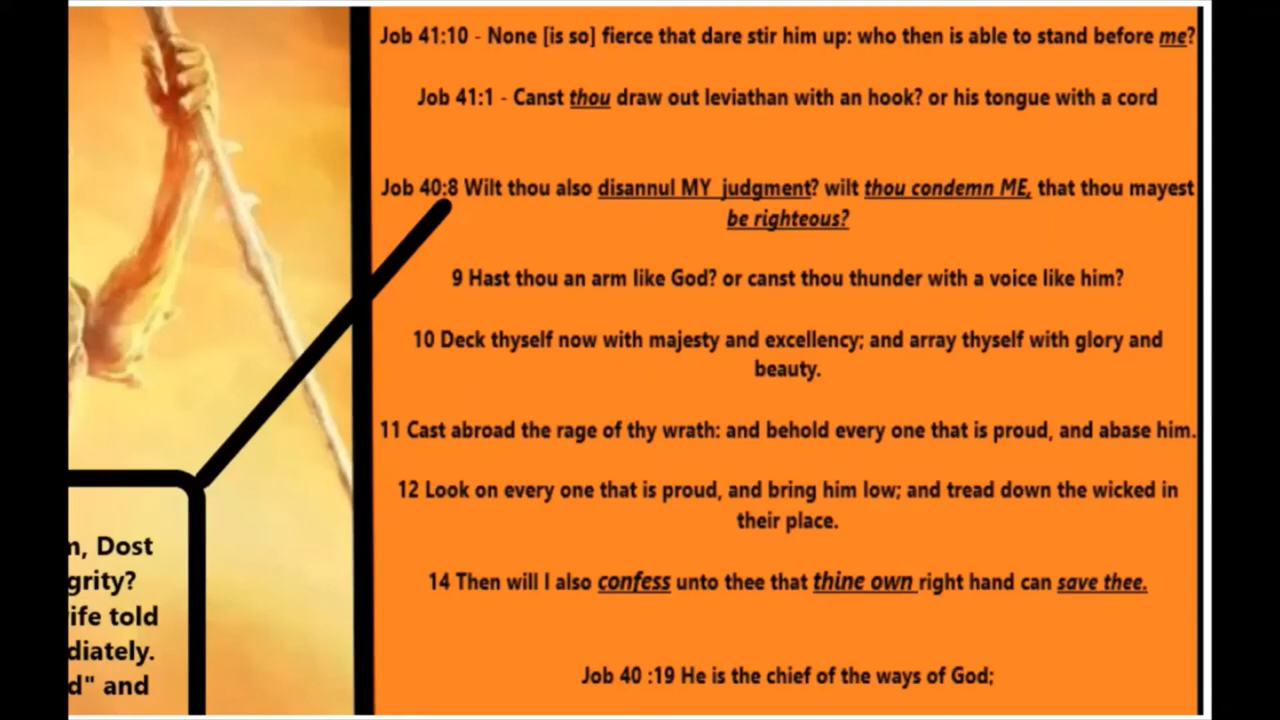 Job 41:10 - None [is so] fierce that dare stir him up: who then is able to stand before me?
Job 41:1 - Canst thou draw out leviathan with an hook? or his tongue with a cord
Job 40:8 Wilt thou also disannul MY judgment? wilt thou condemn ME, that thou mayest
be righteous?
9 Hast thou an arm like God? or canst thou thunder with a voice like him?
10 Deck thyself now with majesty and excellency; and array thyself with glory and
beauty.
11 Cast abroad the rage of thy wrath: and behold every one that is proud, and abase him.
12 Look on every one that is proud, and bring him low; and tread down the wicked in
their place.
14 Then will I also confess unto thee that thine own right hand can save thee.
Job 40 :19 He is the chief of the ways of God;
, Dost
grity?
ife told
diately.
d" and